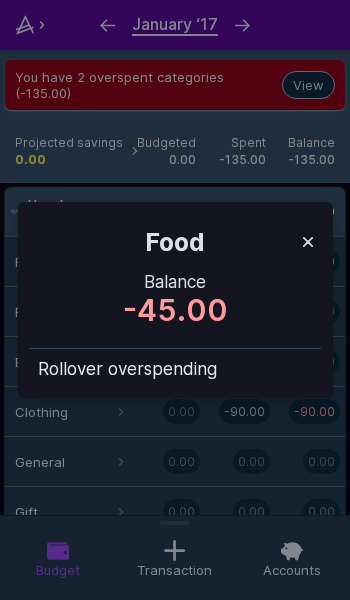 January ‘17
You have 2 overspent categories
(-135.00)
View
Projected savings
0.00
Budgeted
0.00
Spent
-135.00
Balance
-135.00
Food
Balance
-45.00
Rollover overspending
Clothing 0.00 -90.00 -90.00
General 0.00 0.00 0.00
Gift 0.00 0.00 0.00
Budget
Transaction
Accounts